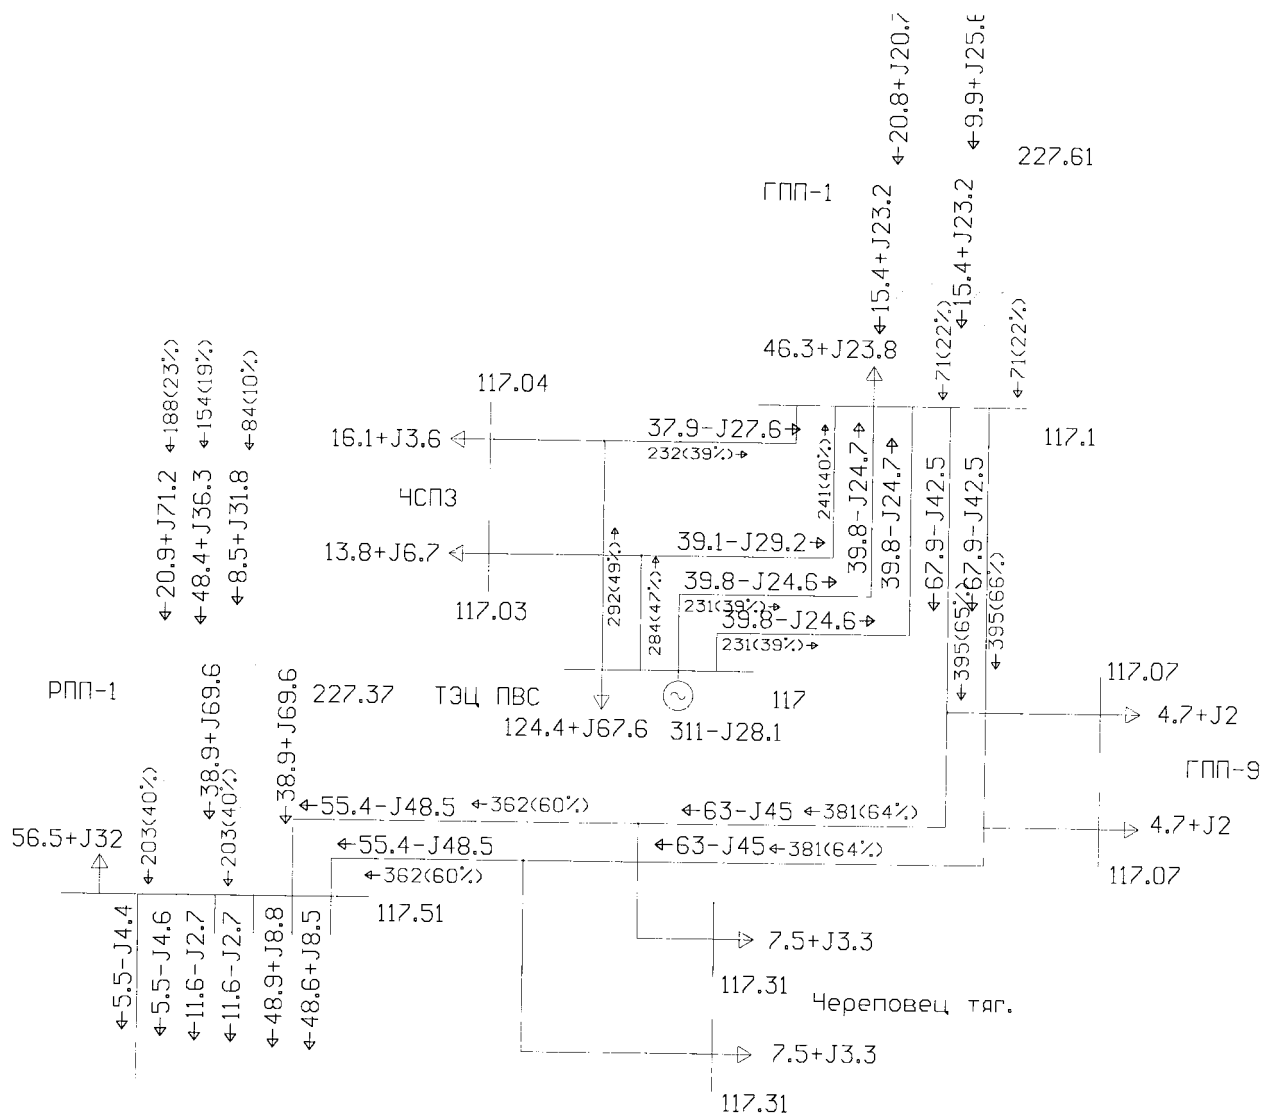 ←20.8+J20.7
←9.9+J25.6
227.61
ГПП-1
←15.4+J23.2
←15.4+J23.2
←71(22%)
←71(22%)
46.3+J23.8
117.1
←188(23%)
←154(19%)
←84(10%)
117.04
16.1+J3.6
37.9-J27.6→
232(39%)→
241(40%)→
39.8-J24.7→
39.8-J24.7→
←67.9-J42.5
←67.9-J42.5
←20.9+J71.2
←48.4+J36.3
←8.5+J31.8
ЧСПЗ
13.8+J6.7
39.1-J29.2→
117.03
292(49%)→
284(47%)→
39.8-J24.6→
231(39%)→
39.8-J24.6→
231(39%)→
←395(65%)
←395(66%)
РПП-1
←38.9+J69.6
←38.9+J69.6
227.37
ТЭЦ ПВС
117
124.4+J67.6
311-J28.1
117.07
4.7+J2
ГПП-9
4.7+J2
117.07
←55.4-J48.5
←362(60%)
←63-J45
←381(64%)
←55.4-J48.5
←362(60%)
←63-J45
←381(64%)
56.5+J32
←203(40%)
←203(40%)
117.51
←5.5-J4.4
←5.5-J4.6
←11.6-J2.7
←11.6-J2.7
←48.9+J8.8
←48.6+J8.5
7.5+J3.3
117.31
Череповец тяг.
7.5+J3.3
117.31